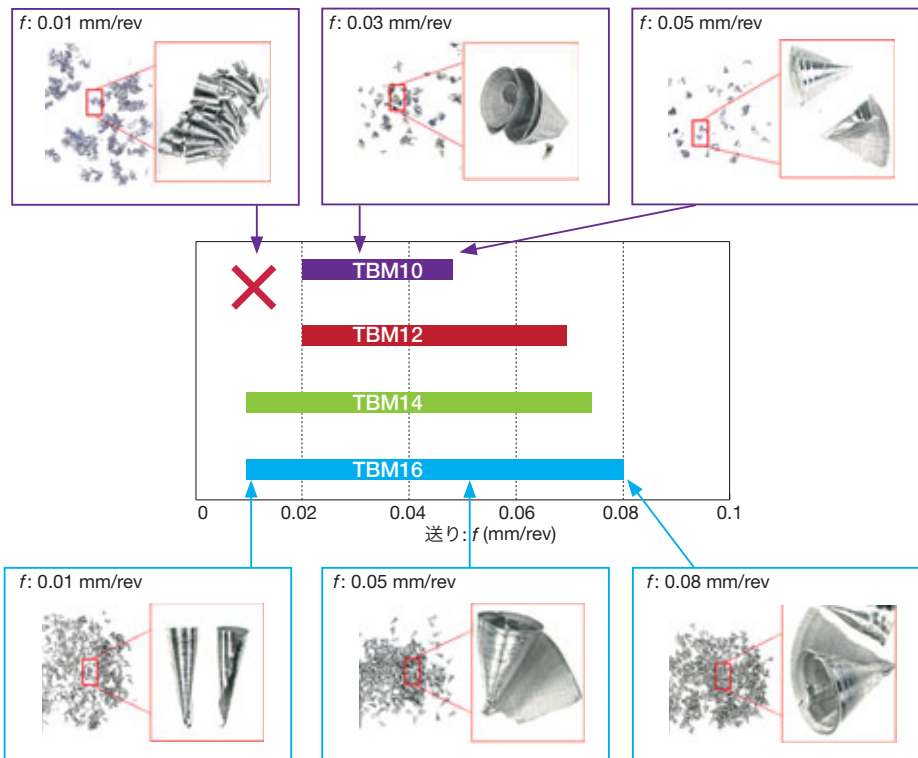 f: 0.01 mm/rev
f: 0.03 mm/rev
f: 0.05 mm/rev
TBM10
TBM12
TBM14
TBM16
0 0.02 0.04 0.06 0.08 0.1
送り: f (mm/rev)
f: 0.01 mm/rev
f: 0.05 mm/rev
f: 0.08 mm/rev